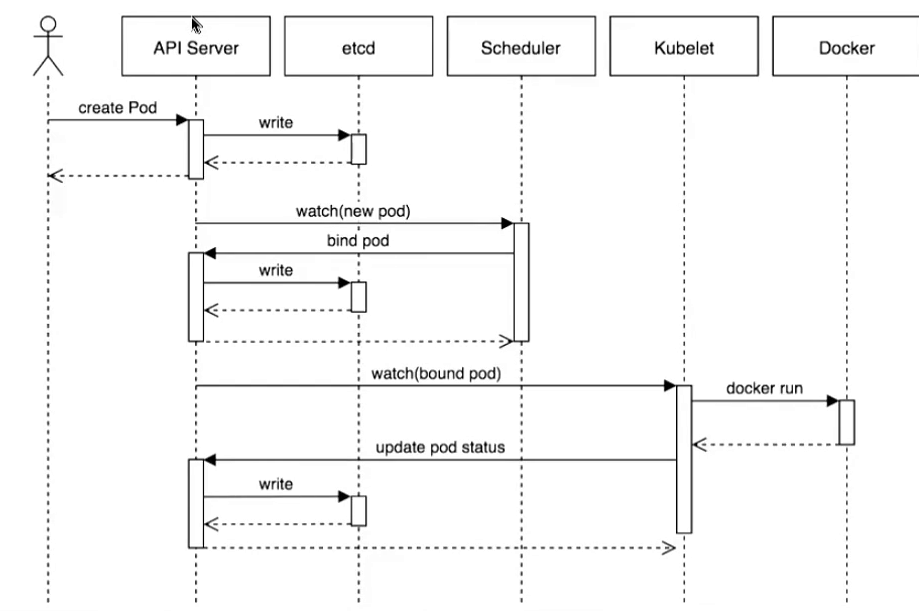 API Server
etcd
Scheduler
Kubelet
Docker
create Pod
write
watch(new pod)
bind pod
write
watch(bound pod)
docker run
update pod status
write